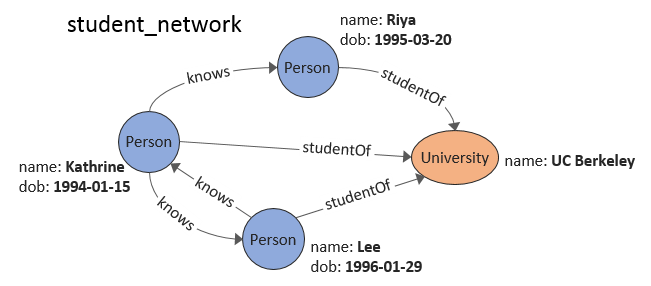 student_network
name: Riya
dob: 1995-03-20
Person
knows
studentOf
Person
name: Kathrine
dob: 1994-01-15
studentOf
University
name: UC Berkeley
knows
knows
studentOf
Person
name: Lee
dob: 1996-01-29